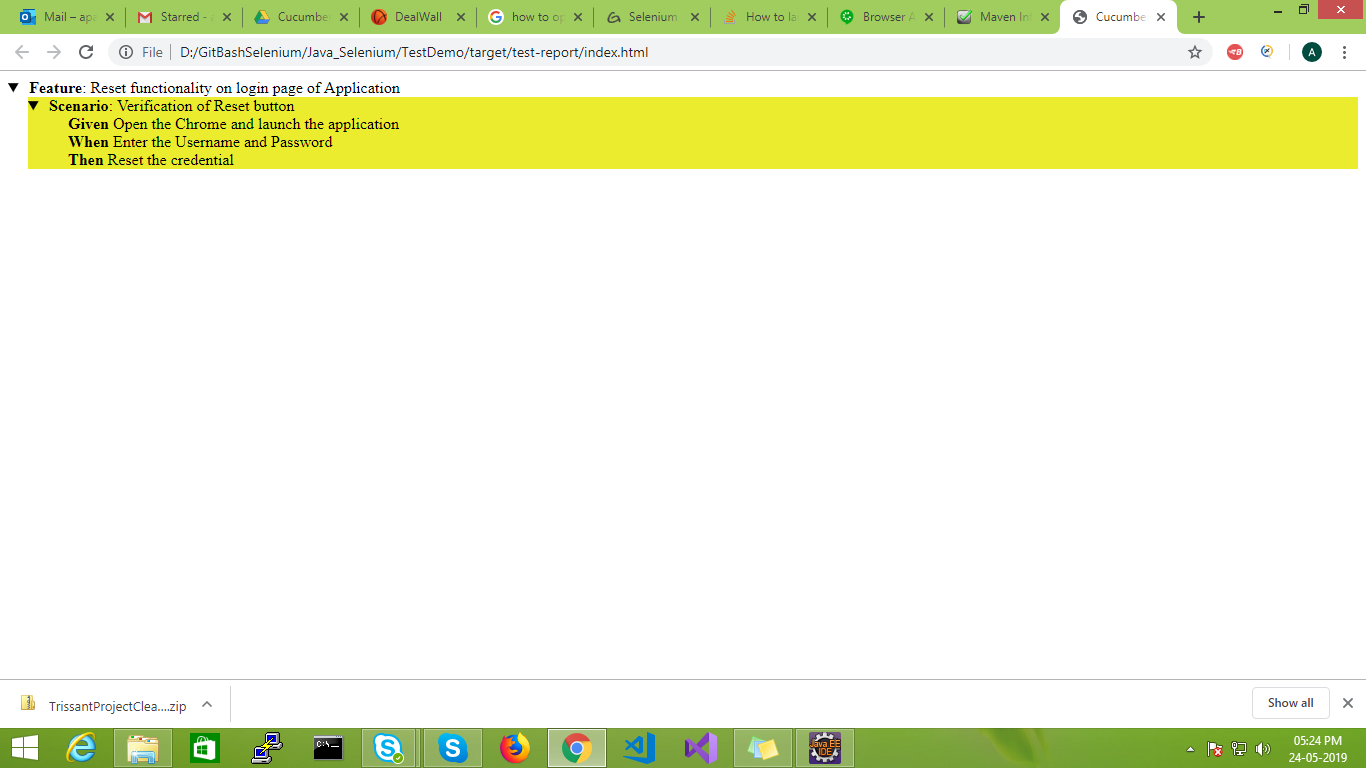 Mail – apa
Starred - a
Cucumbe
DealWall
how to op
Selenium
How to la
Browser A
Maven In
Cucumbe
File
D:/GitBashSelenium/Java_Selenium/TestDemo/target/test-report/index.html
A
Feature: Reset functionality on login page of Application
Scenario: Verification of Reset button
Given Open the Chrome and launch the application
When Enter the Username and Password
Then Reset the credential
TrissantProjectClea....zip
Show all
Java EE
IDE
05:24 PM
24-05-2019